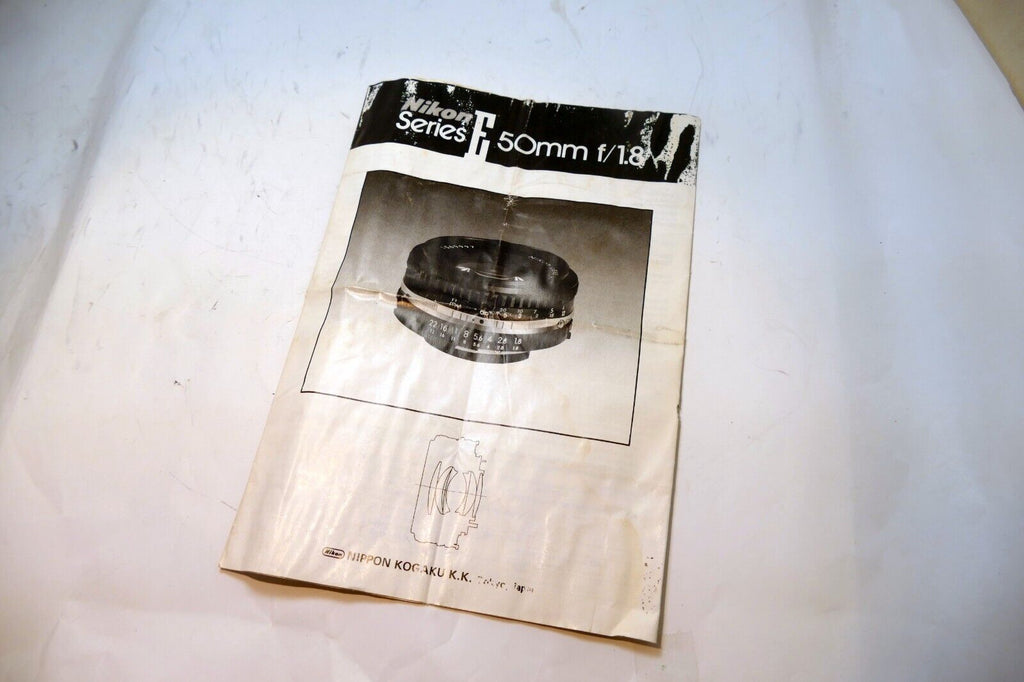 Nikon
Series E 50mm f/1.8
22 16 8 5.6 4 2.8 1.8
Nikon NIPPON KOGAKU K.K. Tokyo, Japan